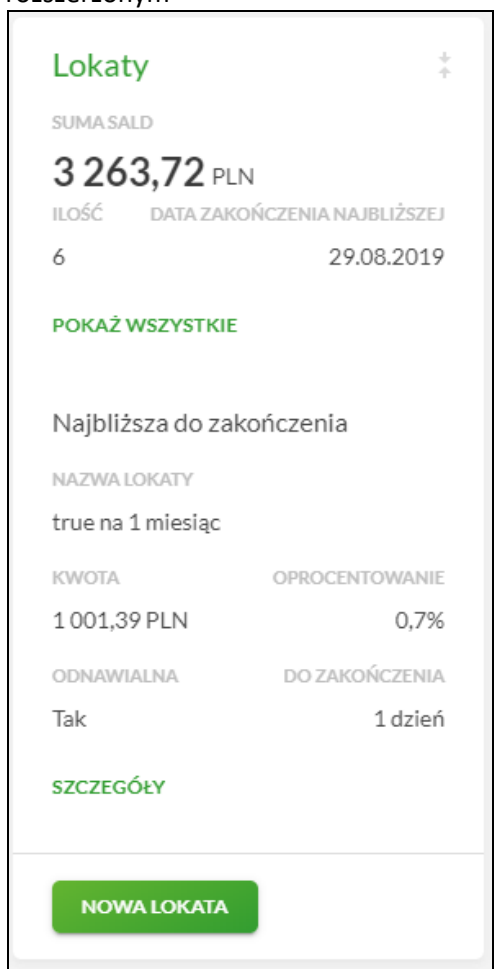 rozszerzonym
Lokaty
SUMA SALD
3 263,72 PLN
ILOŚĆ DATA ZAKOŃCZENIA NAJBLIŻSZEJ
6 29.08.2019
POKAŻ WSZYSTKIE
Najbliższa do zakończenia
NAZWA LOKATY
true na 1 miesiąc
KWOTA OPROCENTOWANIE
1 001,39 PLN 0,7%
ODNAWIALNA DO ZAKOŃCZENIA
Tak 1 dzień
SZCZEGÓŁY
NOWA LOKATA